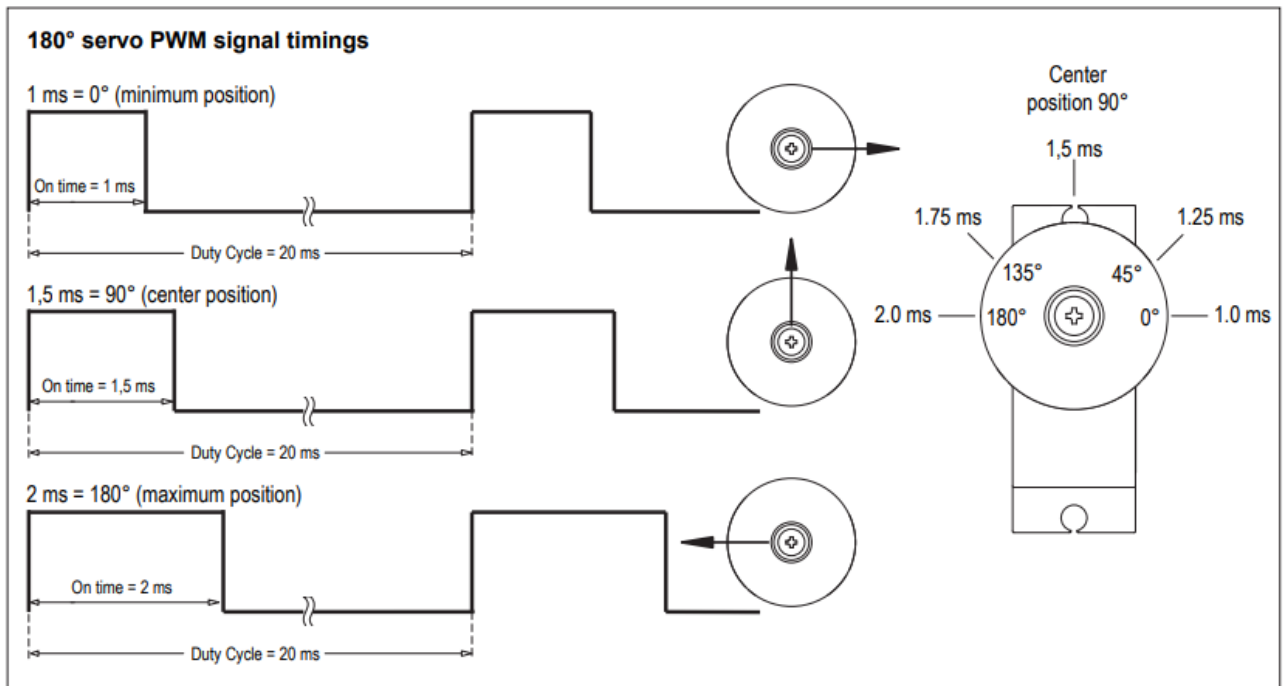 180° servo PWM signal timings
1 ms = 0° (minimum position)
On time = 1 ms
Duty Cycle = 20 ms
1,5 ms = 90° (center position)
On time = 1,5 ms
Duty Cycle = 20 ms
2 ms = 180° (maximum position)
On time = 2 ms
Duty Cycle = 20 ms
Center
position 90°
1,5 ms
1.75 ms
1.25 ms
135°
45°
2.0 ms
180°
0°
1.0 ms